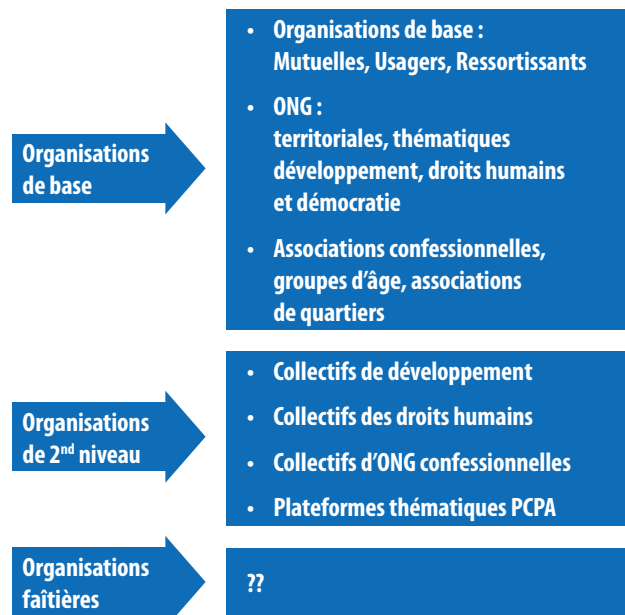 Organisations
de base
• Organisations de base :
Mutuelles, Usagers, Ressortissants
• ONG :
territoriales, thématiques
développement, droits humains
et démocratie
• Associations confessionnelles,
groupes d’âge, associations
de quartiers
Organisations
de 2nd niveau
• Collectifs de développement
• Collectifs des droits humains
• Collectifs d’ONG confessionnelles
• Plateformes thématiques PCPA
Organisations
faîtières
??